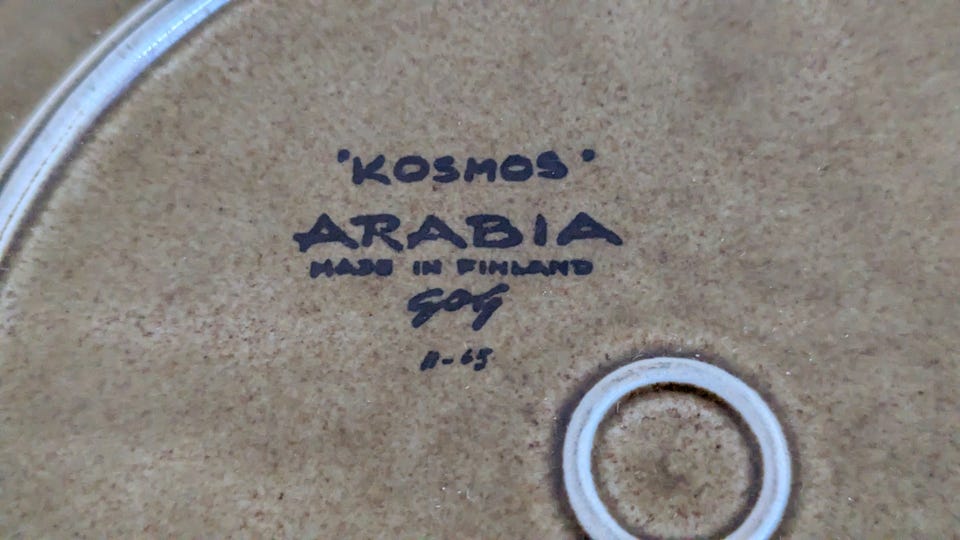 'KOSMOS'
ARABIA
MADE IN FINLAND
GOG
11-65